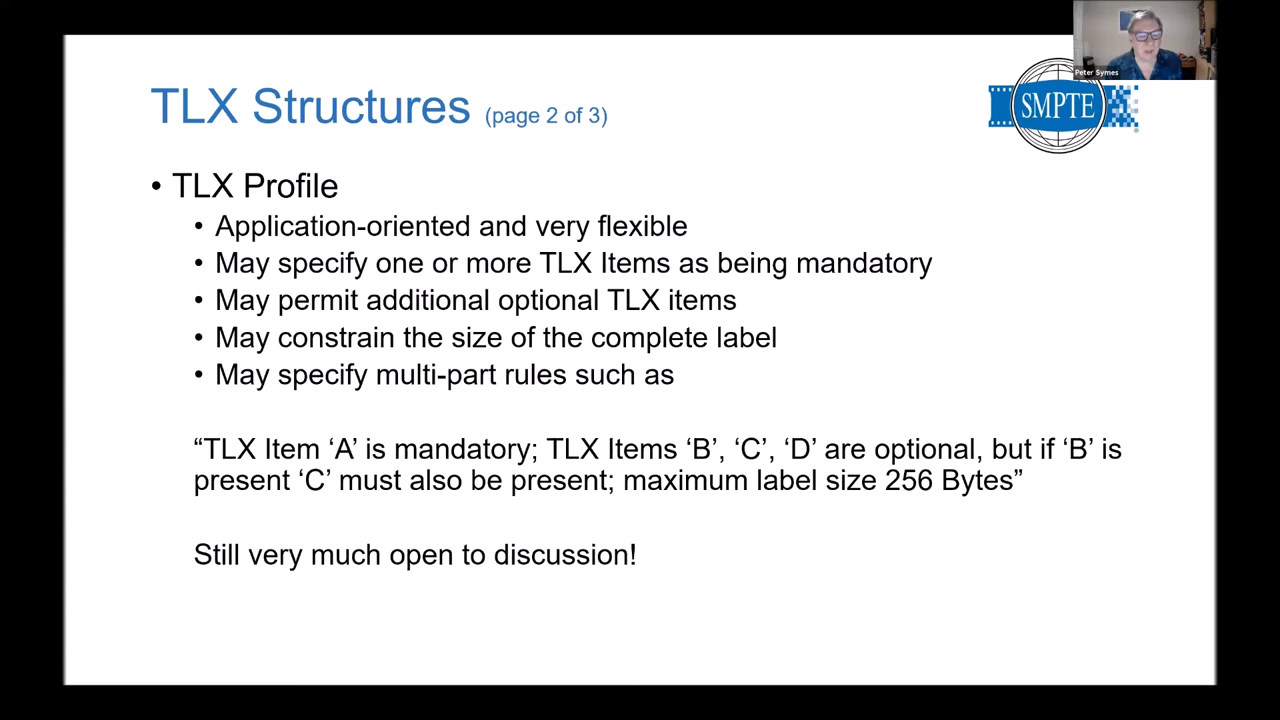 Peter Symes
SMPTE
TLX Structures (page 2 of 3)
• TLX Profile
• Application-oriented and very flexible
• May specify one or more TLX Items as being mandatory
• May permit additional optional TLX items
• May constrain the size of the complete label
• May specify multi-part rules such as
“TLX Item ‘A’ is mandatory; TLX Items ‘B’, ‘C’, ‘D’ are optional, but if ‘B’ is
present ‘C’ must also be present; maximum label size 256 Bytes”
Still very much open to discussion!